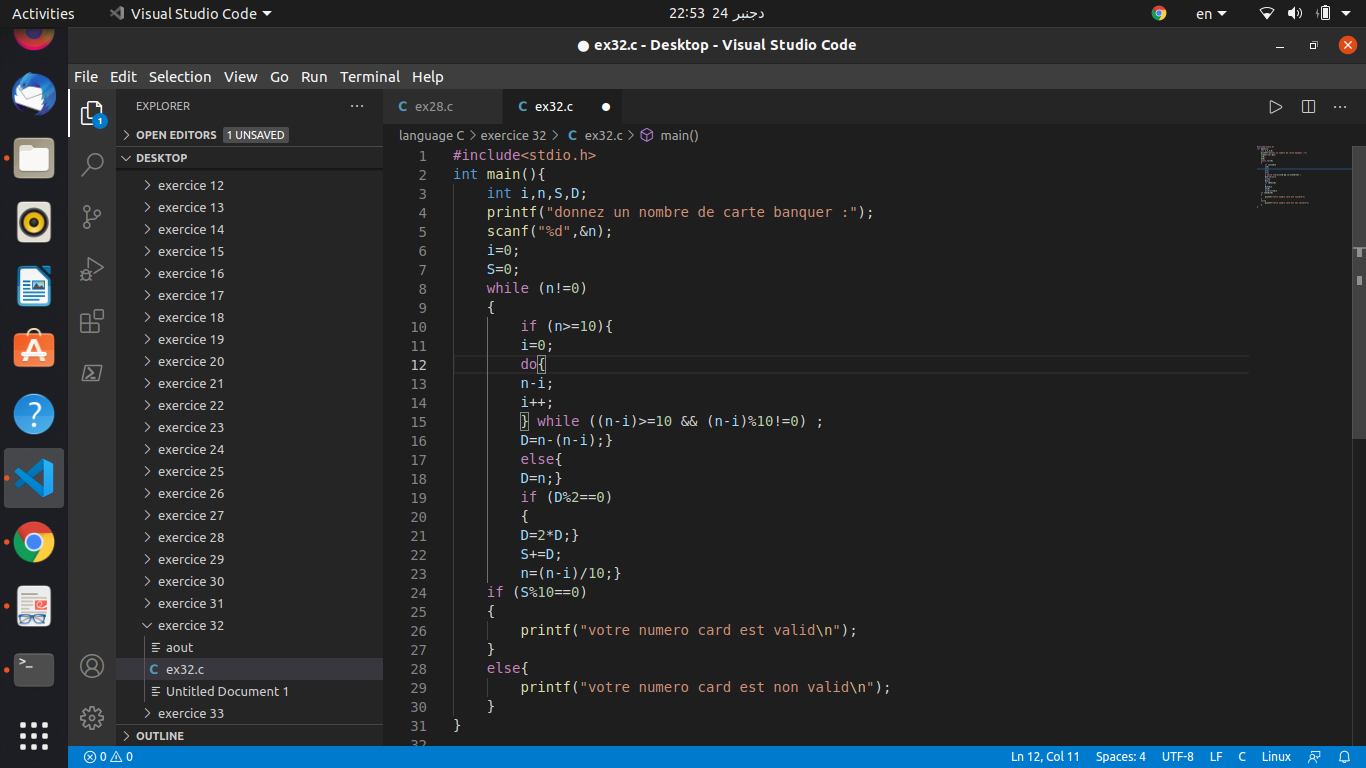 Activities
Visual Studio Code
22:53 24 دجنبر
en
ex32.c - Desktop - Visual Studio Code
File Edit Selection View Go Run Terminal Help
EXPLORER
OPEN EDITORS 1 UNSAVED
DESKTOP
exercice 12
exercice 13
exercice 14
exercice 15
exercice 16
exercice 17
exercice 18
exercice 19
exercice 20
exercice 21
exercice 22
exercice 23
exercice 24
exercice 25
exercice 26
exercice 27
exercice 28
exercice 29
exercice 30
exercice 31
exercice 32
aout
C ex32.c
Untitled Document 1
exercice 33
OUTLINE
1
C ex28.c
C ex32.c
language C > exercice 32 > C ex32.c > main()
1 #include<stdio.h>
2 int main(){
3 int i,n,S,D;
4 printf("donnez un nombre de carte banquer :");
5 scanf("%d",&n);
6 i=0;
7 S=0;
8 while (n!=0)
9 {
10 if (n>=10){
11 i=0;
12 do{
13 n-i;
14 i++;
15 } while ((n-i)>=10 && (n-i)%10!=0) ;
16 D=n-(n-i);}
17 else{
18 D=n;}
19 if (D%2==0)
20 {
21 D=2*D;}
22 S+=D;
23 n=(n-i)/10;}
24 if (S%10==0)
25 {
26 printf("votre numero card est valid\n");
27 }
28 else{
29 printf("votre numero card est non valid\n");
30 }
31 }
32
0 0
Ln 12, Col 11 Spaces: 4 UTF-8 LF C Linux